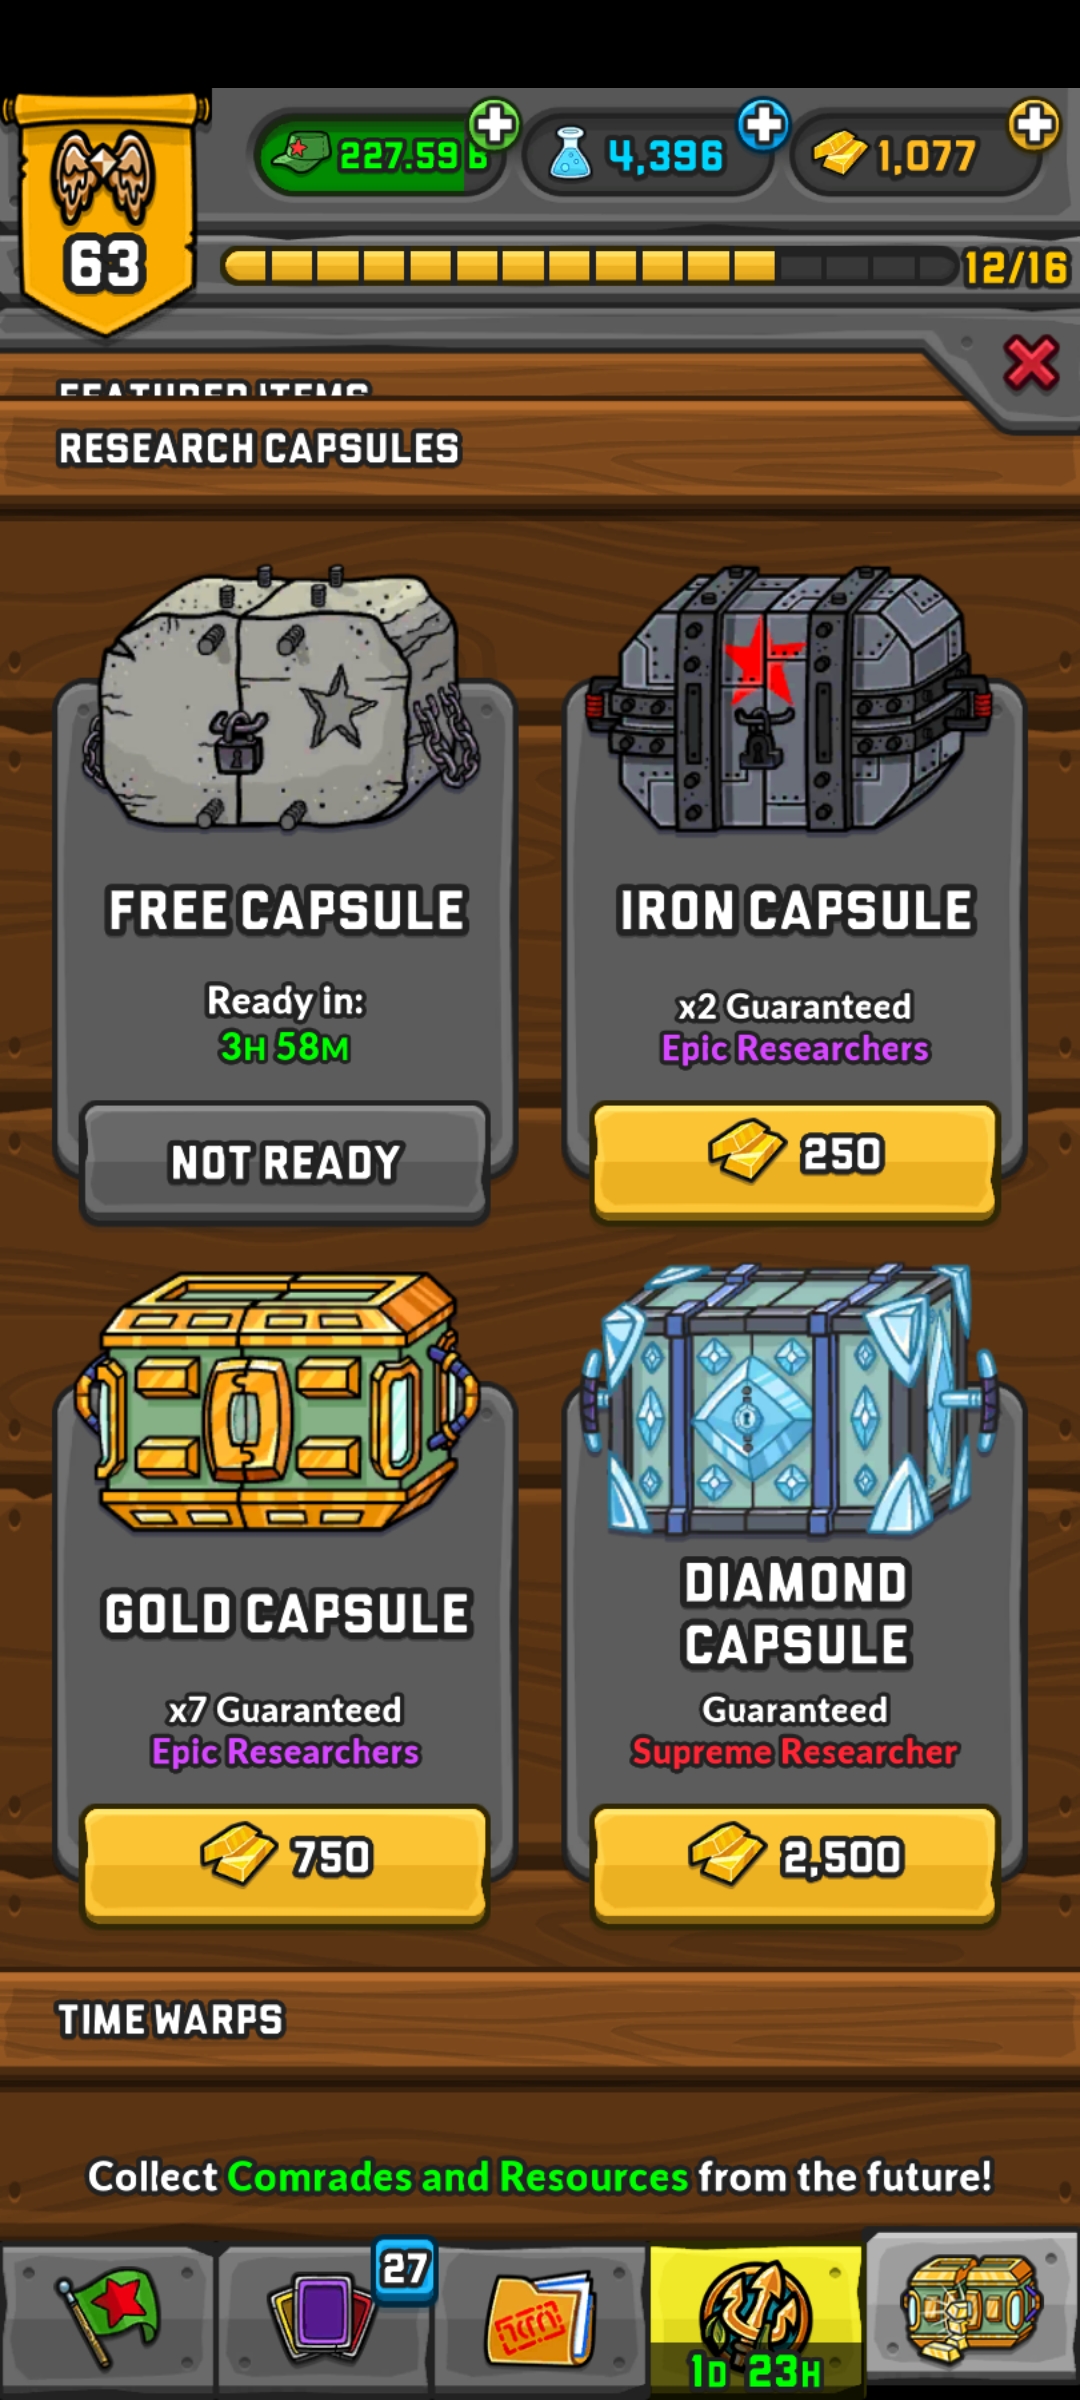 227.59 B
4,396
1,077
63
12/16
FEATURED ITEMS
RESEARCH CAPSULES
FREE CAPSULE
Ready in:
3H 58M
NOT READY
IRON CAPSULE
x2 Guaranteed
Epic Researchers
250
GOLD CAPSULE
x7 Guaranteed
Epic Researchers
750
DIAMOND
CAPSULE
Guaranteed
Supreme Researcher
2,500
TIME WARPS
Collect Comrades and Resources from the future!
27
1D 23H